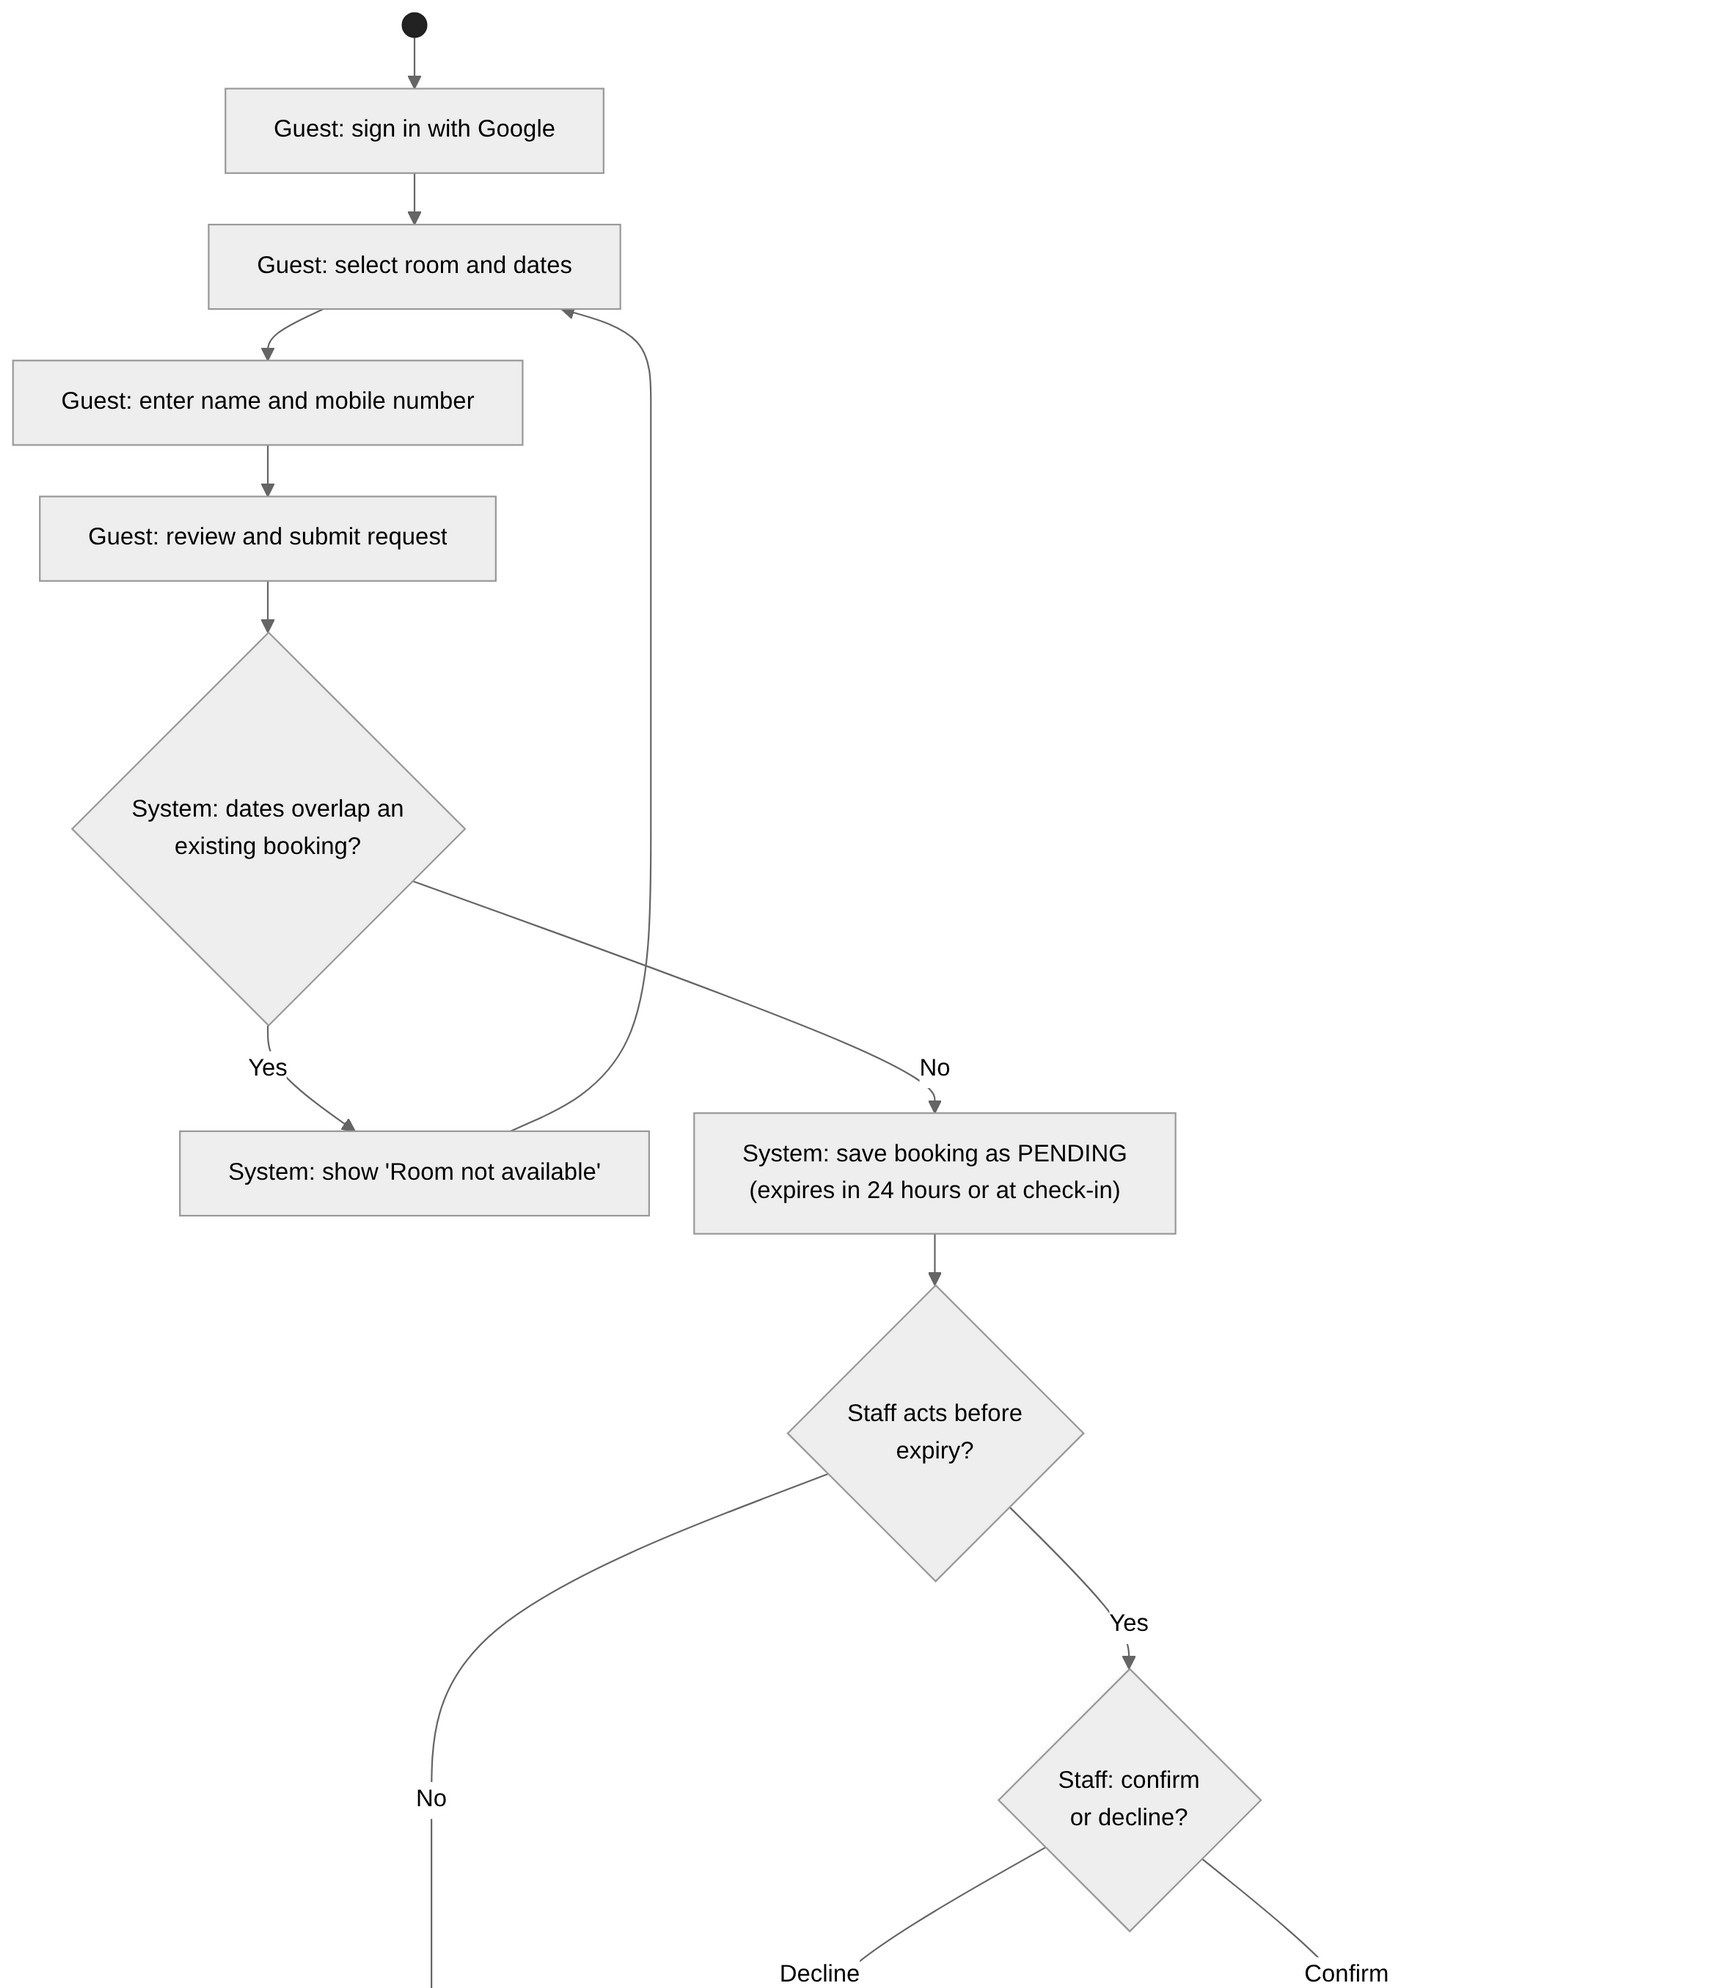 Guest: sign in with Google
Guest: select room and dates
Guest: enter name and mobile number
Guest: review and submit request
System: dates overlap an
existing booking?
Yes
No
System: show 'Room not available'
System: save booking as PENDING
(expires in 24 hours or at check-in)
Staff acts before
expiry?
Yes
No
Staff: confirm
or decline?
Decline
Confirm